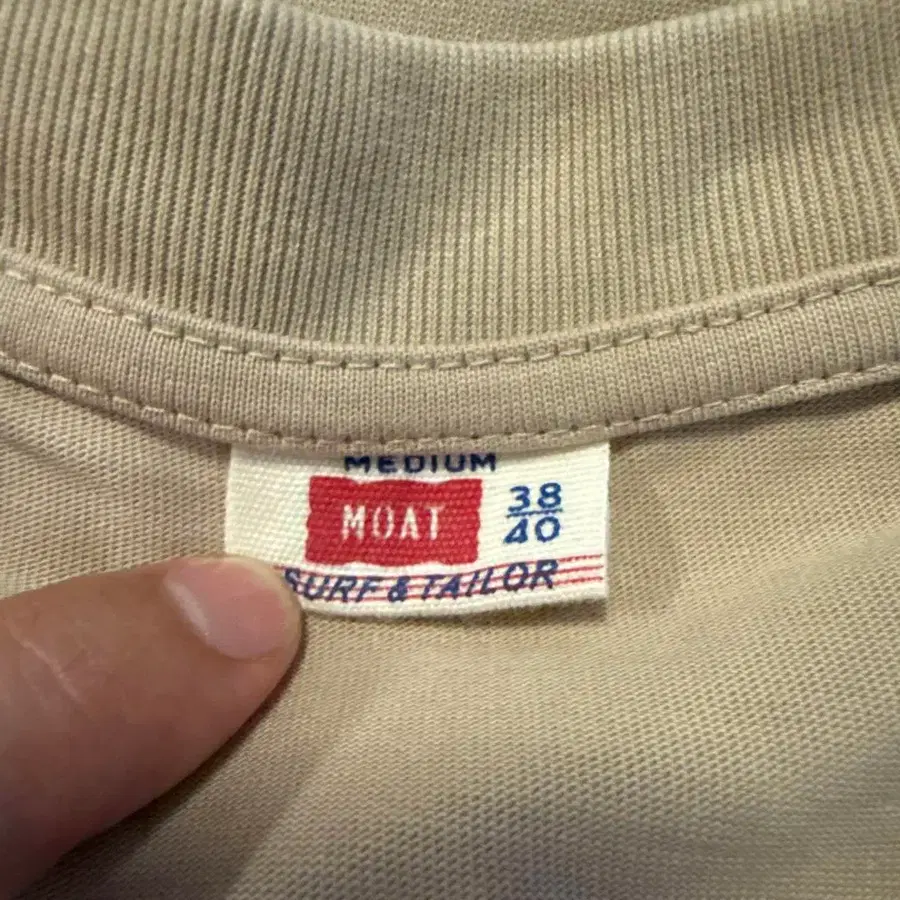 MEDIUM
MOAT
38
40
SURF & TAILOR